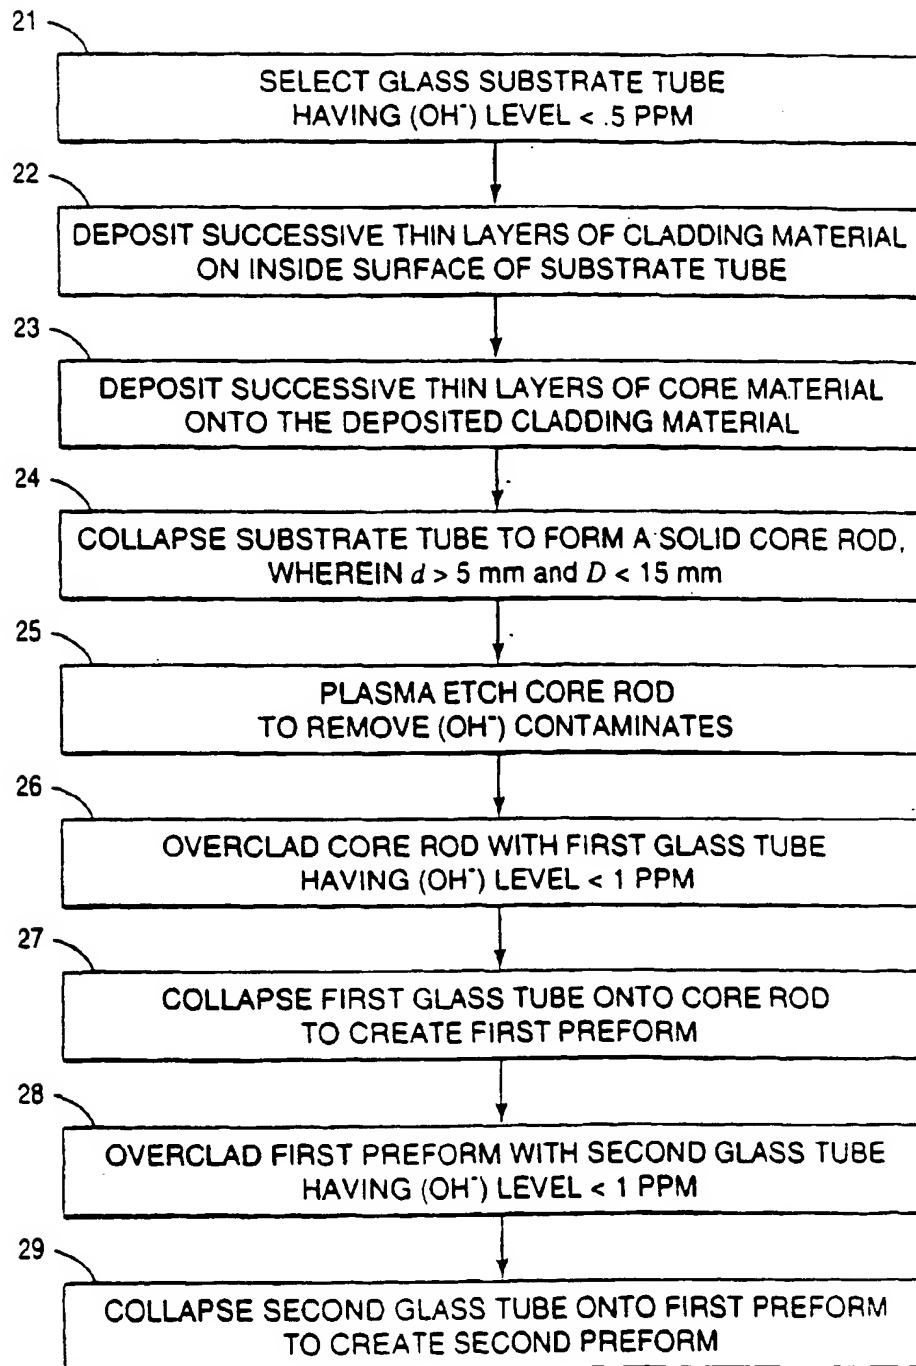 21
SELECT GLASS SUBSTRATE TUBE
HAVING (OH⁻) LEVEL < .5 PPM
22
DEPOSIT SUCCESSIVE THIN LAYERS OF CLADDING MATERIAL
ON INSIDE SURFACE OF SUBSTRATE TUBE
23
DEPOSIT SUCCESSIVE THIN LAYERS OF CORE MATERIAL
ONTO THE DEPOSITED CLADDING MATERIAL
24
COLLAPSE SUBSTRATE TUBE TO FORM A SOLID CORE ROD,
WHEREIN d > 5 mm and D < 15 mm
25
PLASMA ETCH CORE ROD
TO REMOVE (OH⁻) CONTAMINATES
26
OVERCLAD CORE ROD WITH FIRST GLASS TUBE
HAVING (OH⁻) LEVEL < 1 PPM
27
COLLAPSE FIRST GLASS TUBE ONTO CORE ROD
TO CREATE FIRST PREFORM
28
OVERCLAD FIRST PREFORM WITH SECOND GLASS TUBE
HAVING (OH⁻) LEVEL < 1 PPM
29
COLLAPSE SECOND GLASS TUBE ONTO FIRST PREFORM
TO CREATE SECOND PREFORM